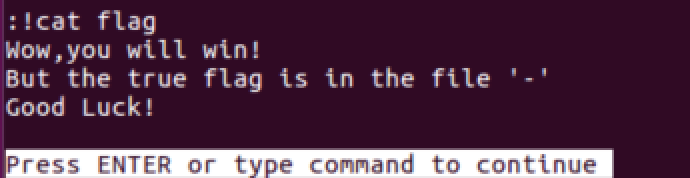 :!cat flag
Wow,you will win!
But the true flag is in the file '-'
Good Luck!
Press ENTER or type command to continue